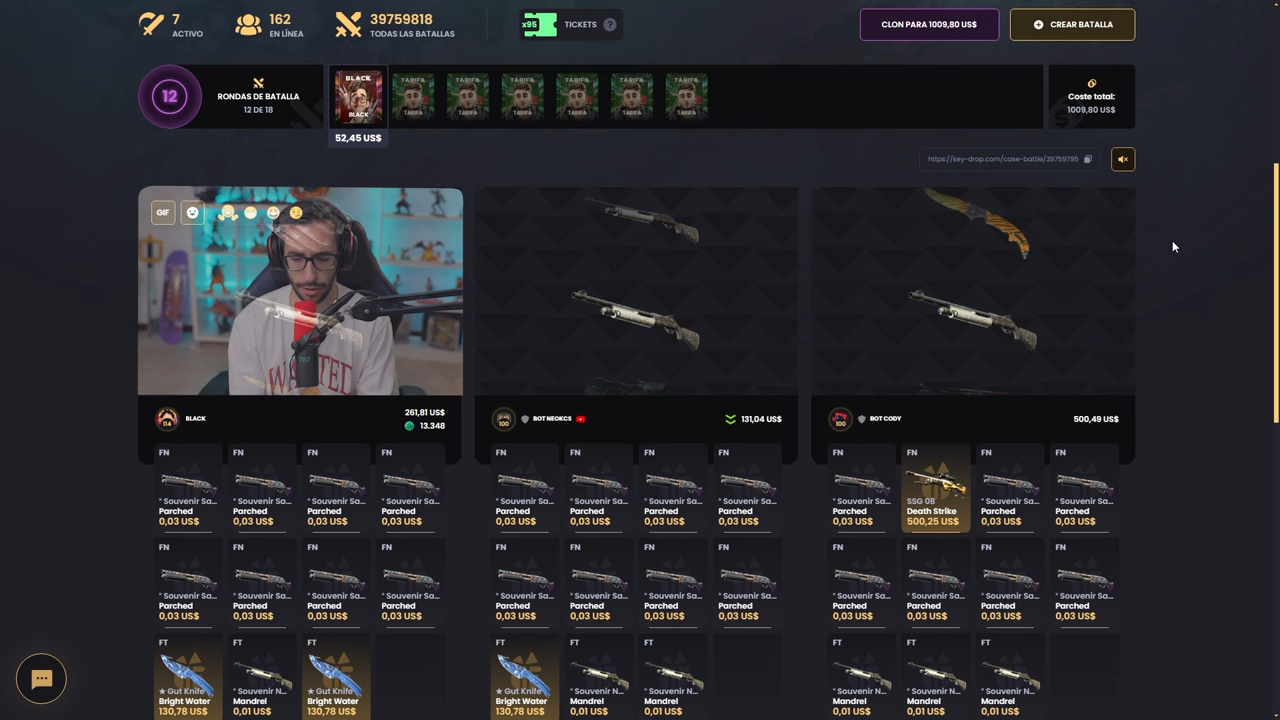 7
ACTIVO
162
EN LÍNEA
39759818
TODAS LAS BATALLAS
x95
TICKETS
?
CLON PARA 1009,80 US$
CREAR BATALLA
12
RONDAS DE BATALLA
12 DE 18
BLACK
BLACK
TARIFA
TARIFA
TARIFA
TARIFA
TARIFA
TARIFA
TARIFA
TARIFA
TARIFA
TARIFA
TARIFA
TARIFA
Coste total:
1009,80 US$
52,45 US$
https://key-drop.com/case-battle/39759795
GIF
787
WANTED
114
BLACK
261,81 US$
13.348
100
BOT NEOKCS
131,04 US$
100
BOT CODY
500,49 US$
FN FN FN FN FN
* Souvenir Sa... * Souvenir Sa... * Souvenir Sa... * Souvenir Sa... * Souvenir Sa... * Souvenir Sa... * Souvenir Sa... * Souvenir Sa... * Souvenir Sa... SSG 08 * Souvenir Sa... * Souvenir Sa...
Parched Parched Parched Parched Parched Parched Parched Parched Parched Death Strike Parched Parched
0,03 US$ 0,03 US$ 0,03 US$ 0,03 US$ 0,03 US$ 0,03 US$ 0,03 US$ 0,03 US$ 0,03 US$ 500,25 US$ 0,03 US$ 0,03 US$
FN FN FN FN FN FN FN FN FN FN FN FN
* Souvenir Sa... * Souvenir Sa... * Souvenir Sa... * Souvenir Sa... * Souvenir Sa... * Souvenir Sa... * Souvenir Sa... * Souvenir Sa... * Souvenir Sa... * Souvenir Sa... * Souvenir Sa... * Souvenir Sa...
Parched Parched Parched Parched Parched Parched Parched Parched Parched Parched Parched Parched
0,03 US$ 0,03 US$ 0,03 US$ 0,03 US$ 0,03 US$ 0,03 US$ 0,03 US$ 0,03 US$ 0,03 US$ 0,03 US$ 0,03 US$ 0,03 US$
FT FT FT FT FT
★ Gut Knife * Souvenir N... ★ Gut Knife ★ Gut Knife * Souvenir N... * Souvenir N... * Souvenir N... * Souvenir N... * Souvenir N...
Bright Water Mandrel Bright Water Bright Water Mandrel Mandrel Mandrel Mandrel Mandrel
130,78 US$ 0,01 US$ 130,78 US$ 130,78 US$ 0,01 US$ 0,01 US$ 0,01 US$ 0,01 US$ 0,01 US$